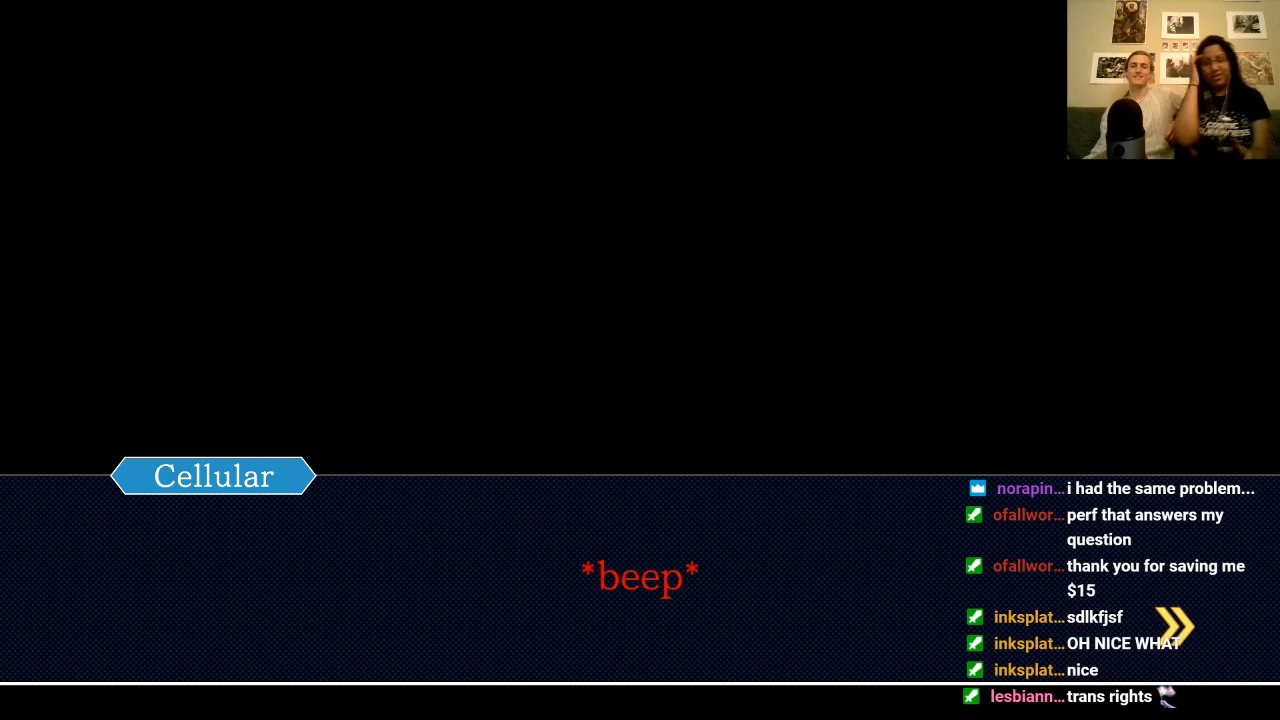 COSMIC
Cellular
*beep*
norapin... i had the same problem...
ofallwor... perf that answers my
question
ofallwor... thank you for saving me
$15
inksplat... sdlkfjsf
inksplat... OH NICE WHAT
inksplat... nice
lesbiann... trans rights